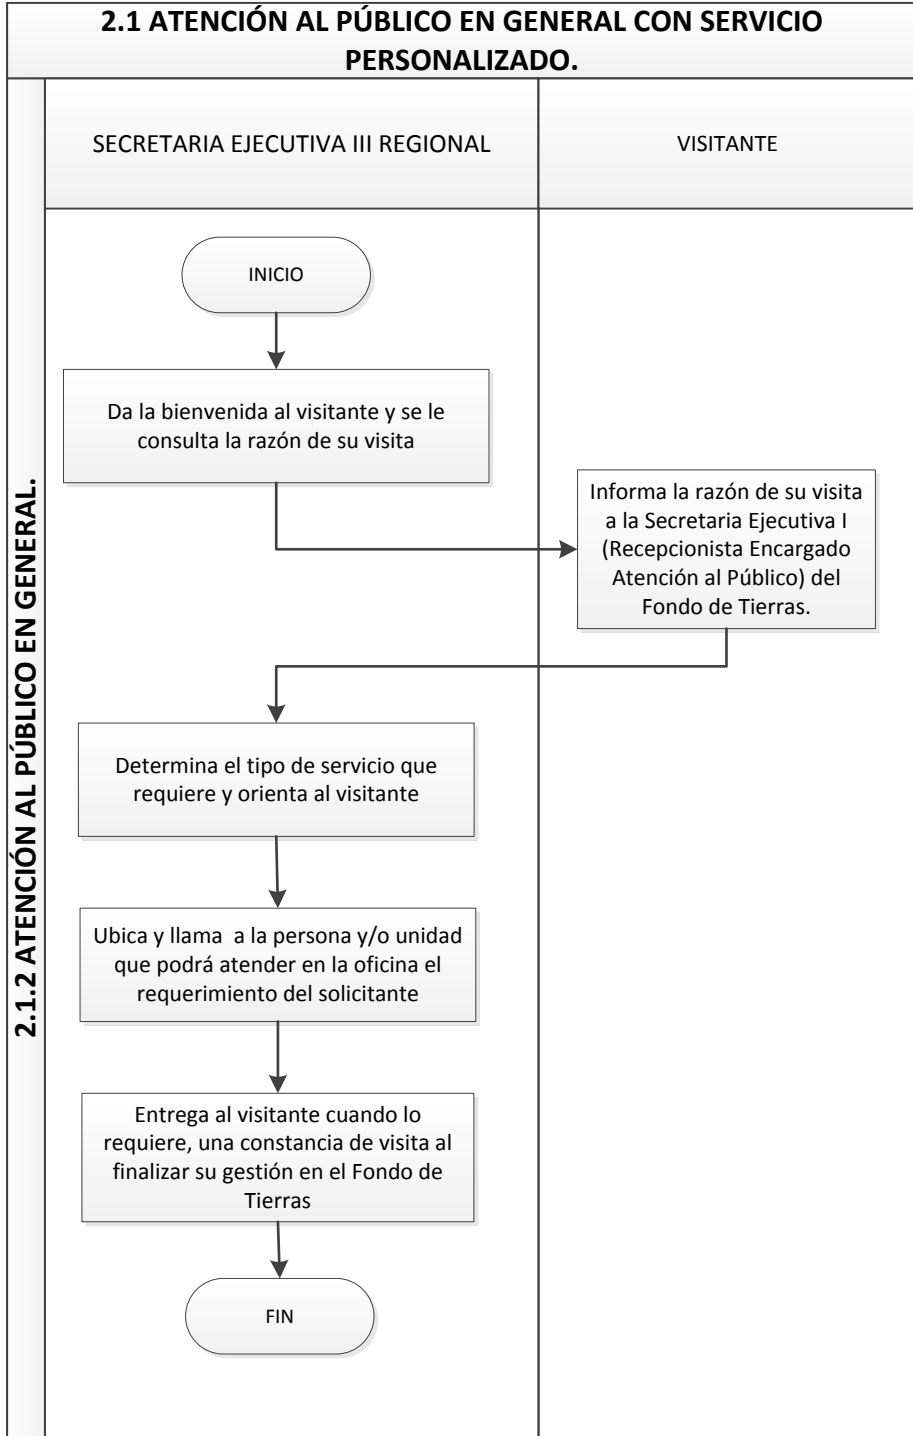 2.1 ATENCIÓN AL PÚBLICO EN GENERAL CON SERVICIO
PERSONALIZADO.
2.1.2 ATENCIÓN AL PÚBLICO EN GENERAL.
SECRETARIA EJECUTIVA III REGIONAL
VISITANTE
INICIO
Da la bienvenida al visitante y se le
consulta la razón de su visita
Informa la razón de su visita
a la Secretaria Ejecutiva I
(Recepcionista Encargado
Atención al Público) del
Fondo de Tierras.
Determina el tipo de servicio que
requiere y orienta al visitante
Ubica y llama  a la persona y/o unidad
que podrá atender en la oficina el
requerimiento del solicitante
Entrega al visitante cuando lo
requiere, una constancia de visita al
finalizar su gestión en el Fondo de
Tierras
FIN